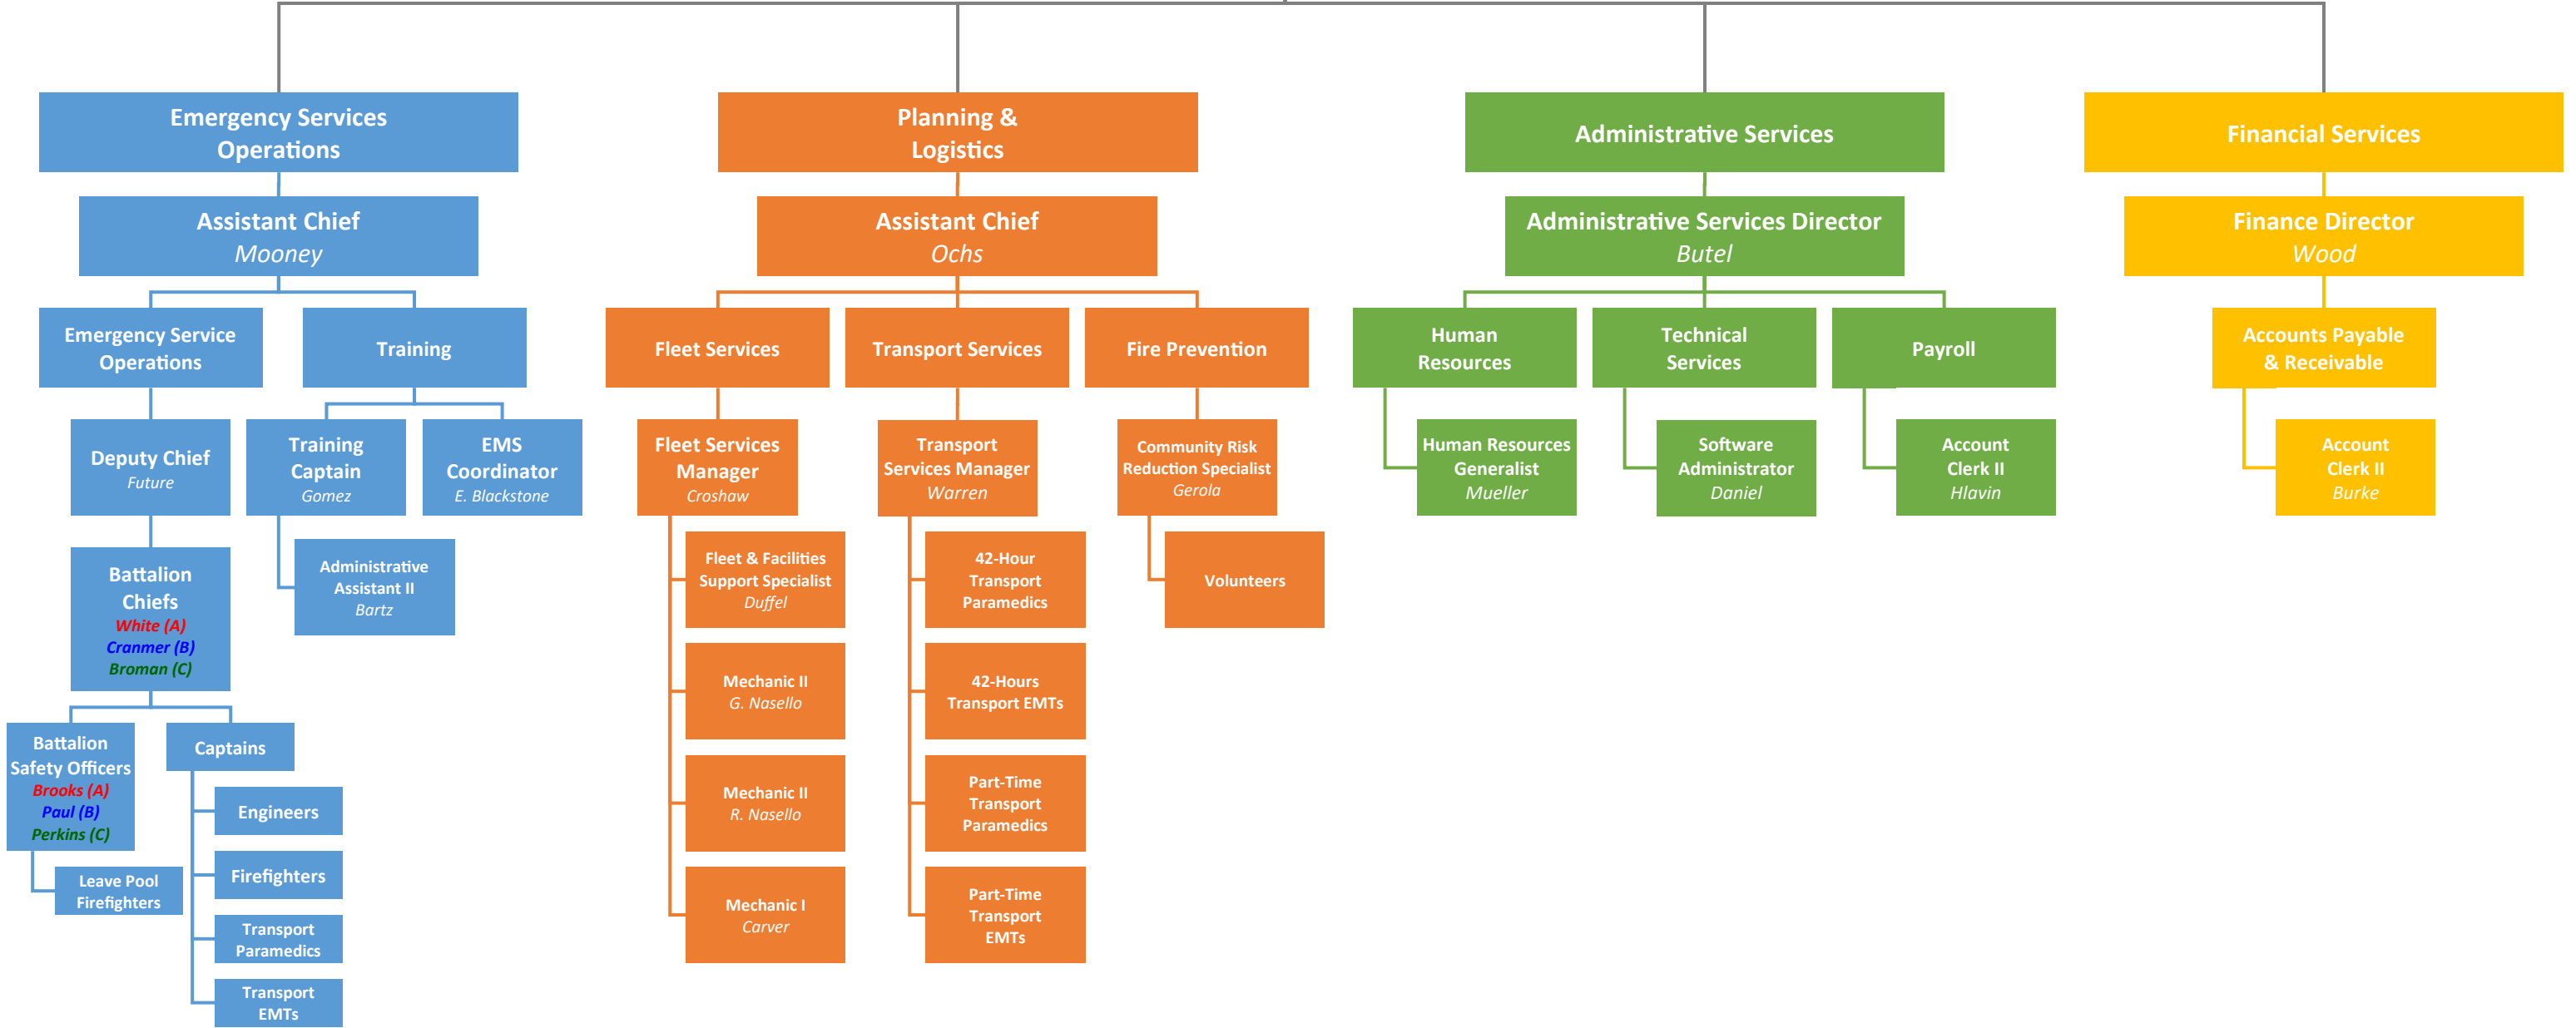 Emergency Services
Operations
Assistant Chief
Mooney
Emergency Service
Operations
Deputy Chief
Future
Battalion
Chiefs
White (A)
Cranmer (B)
Broman (C)
Battalion
Safety Officers
Brooks (A)
Paul (B)
Perkins (C)
Leave Pool
Firefighters
Captains
Engineers
Firefighters
Transport
Paramedics
Transport
EMTs
Training
Training
Captain
Gomez
Administrative
Assistant II
Bartz
EMS
Coordinator
E. Blackstone
Planning &
Logistics
Assistant Chief
Ochs
Fleet Services
Fleet Services
Manager
Croshaw
Fleet & Facilities
Support Specialist
Duffel
Mechanic II
G. Nasello
Mechanic II
R. Nasello
Mechanic I
Carver
Transport Services
Transport
Services Manager
Warren
42-Hour
Transport
Paramedics
42-Hours
Transport EMTs
Part-Time
Transport
Paramedics
Part-Time
Transport
EMTs
Fire Prevention
Community Risk
Reduction Specialist
Gerola
Volunteers
Administrative Services
Administrative Services Director
Butel
Human
Resources
Human Resources
Generalist
Mueller
Technical
Services
Software
Administrator
Daniel
Payroll
Account
Clerk II
Hlavin
Financial Services
Finance Director
Wood
Accounts Payable
& Receivable
Account
Clerk II
Burke